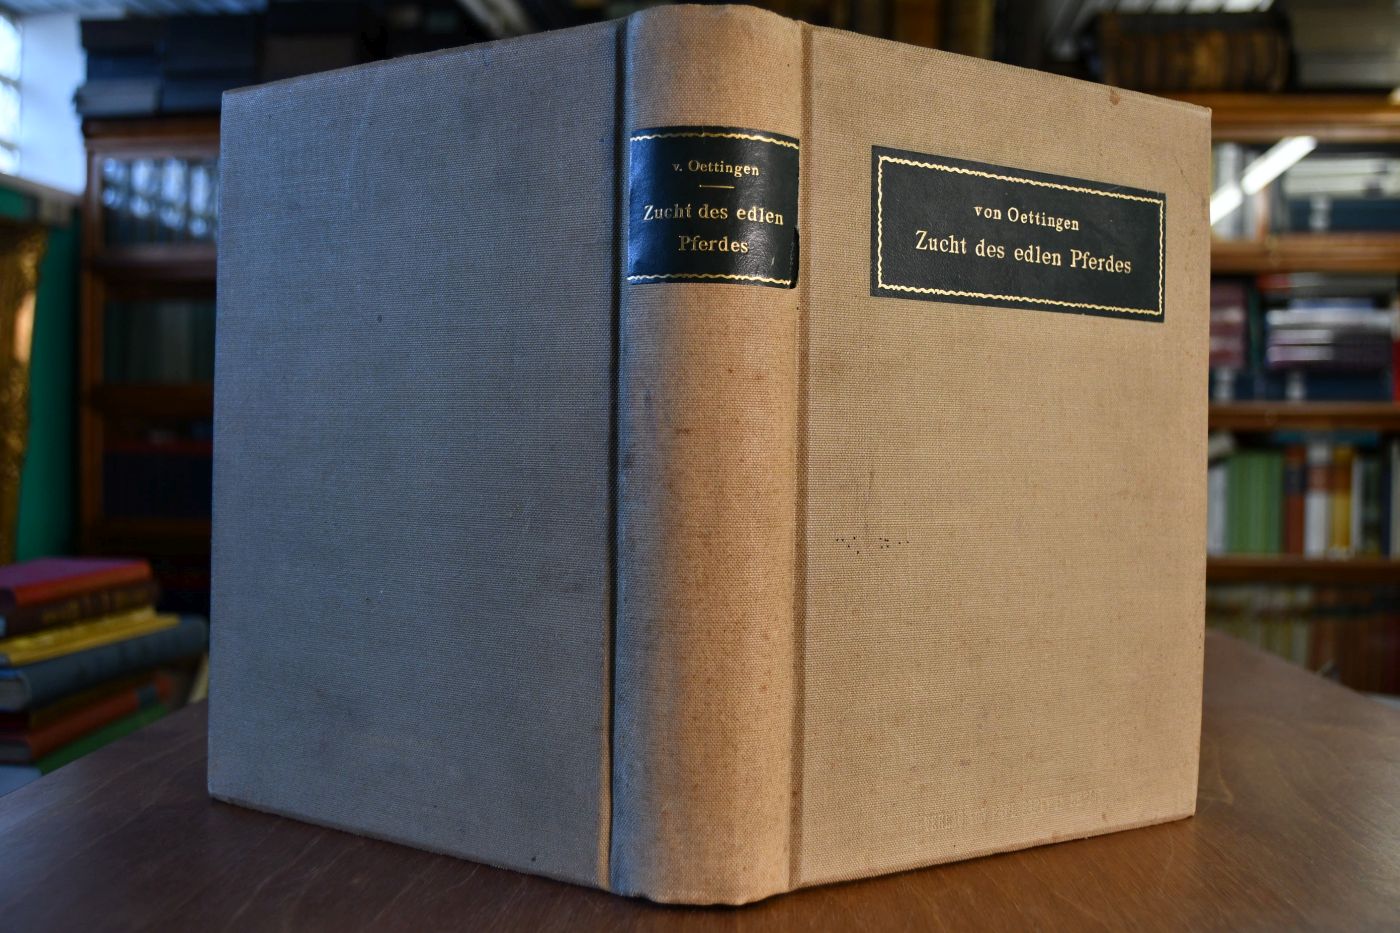 v. Oettingen
Zucht des edlen
Pferdes
von Oettingen
Zucht des edlen Pferdes